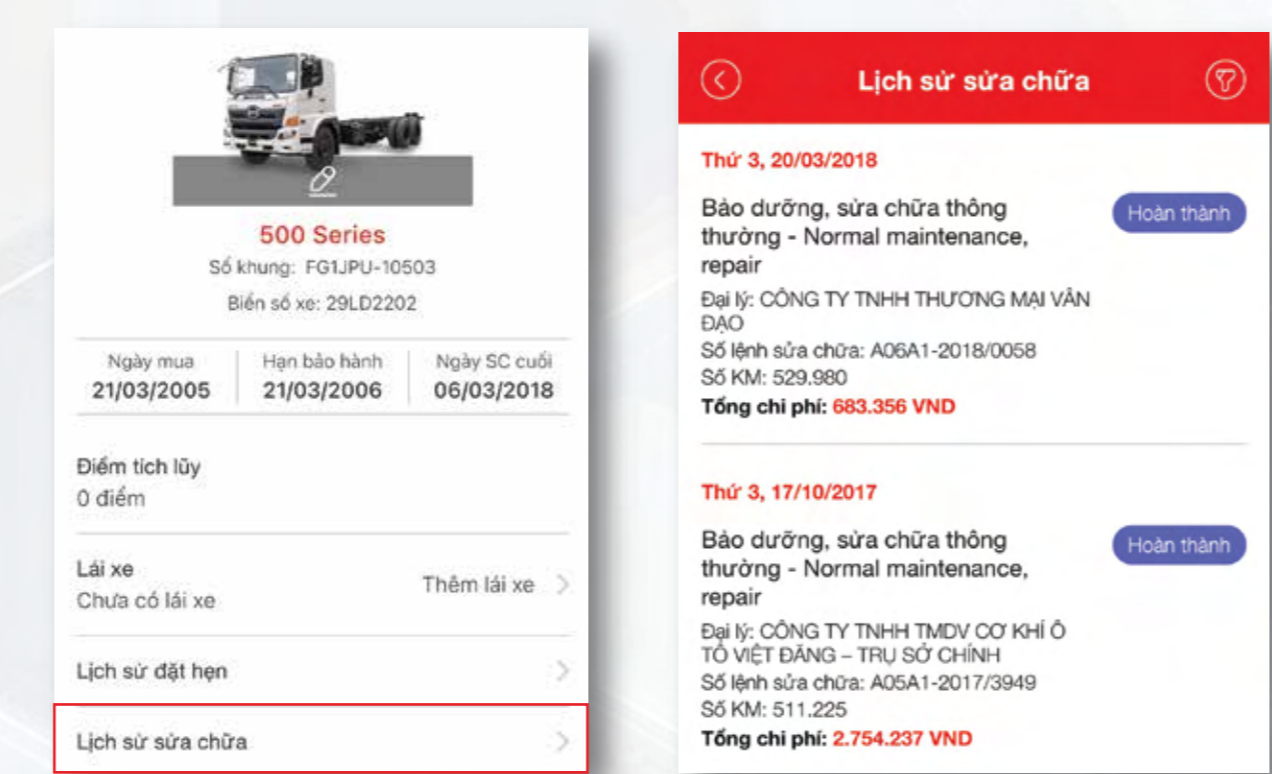 500 Series
Số khung: FG1JPU-10503
Biển số xe: 29LD2202
Ngày mua
Hạn bảo hành
Ngày SC cuối
21/03/2005
21/03/2006
06/03/2018
Điểm tích lũy
0 điểm
Lái xe
Chưa có lái xe
Thêm lái xe
Lịch sử đặt hẹn
Lịch sử sửa chữa
Lịch sử sửa chữa
Thứ 3, 20/03/2018
Bảo dưỡng, sửa chữa thông
thường - Normal maintenance,
repair
Hoàn thành
Đại lý: CÔNG TY TNHH THƯƠNG MẠI VÂN
ĐẠO
Số lệnh sửa chữa: A06A1-2018/0058
Số KM: 529.980
Tổng chi phí: 683.356 VND
Thứ 3, 17/10/2017
Bảo dưỡng, sửa chữa thông
thường - Normal maintenance,
repair
Hoàn thành
Đại lý: CÔNG TY TNHH TMDV CƠ KHÍ Ô
TÔ VIỆT ĐĂNG – TRỤ SỞ CHÍNH
Số lệnh sửa chữa: A05A1-2017/3949
Số KM: 511.225
Tổng chi phí: 2.754.237 VND